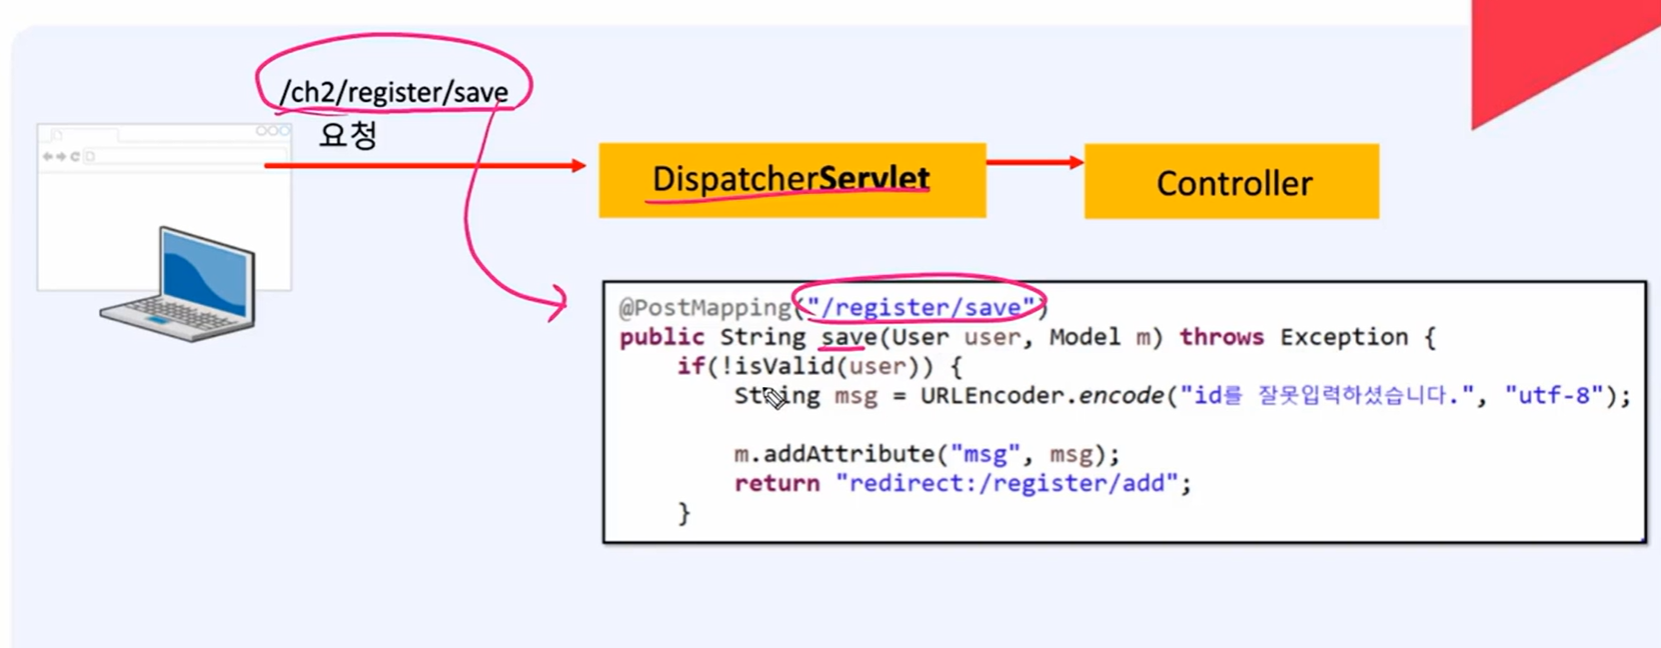 /ch2/register/save
요청
DispatcherServlet
Controller
@PostMapping("/register/save")
public String save(User user, Model m) throws Exception {
if(!isValid(user)) {
String msg = URLEncoder.encode("id를 잘못입력하셨습니다.", "utf-8");
m.addAttribute("msg", msg);
return "redirect:/register/add";
}